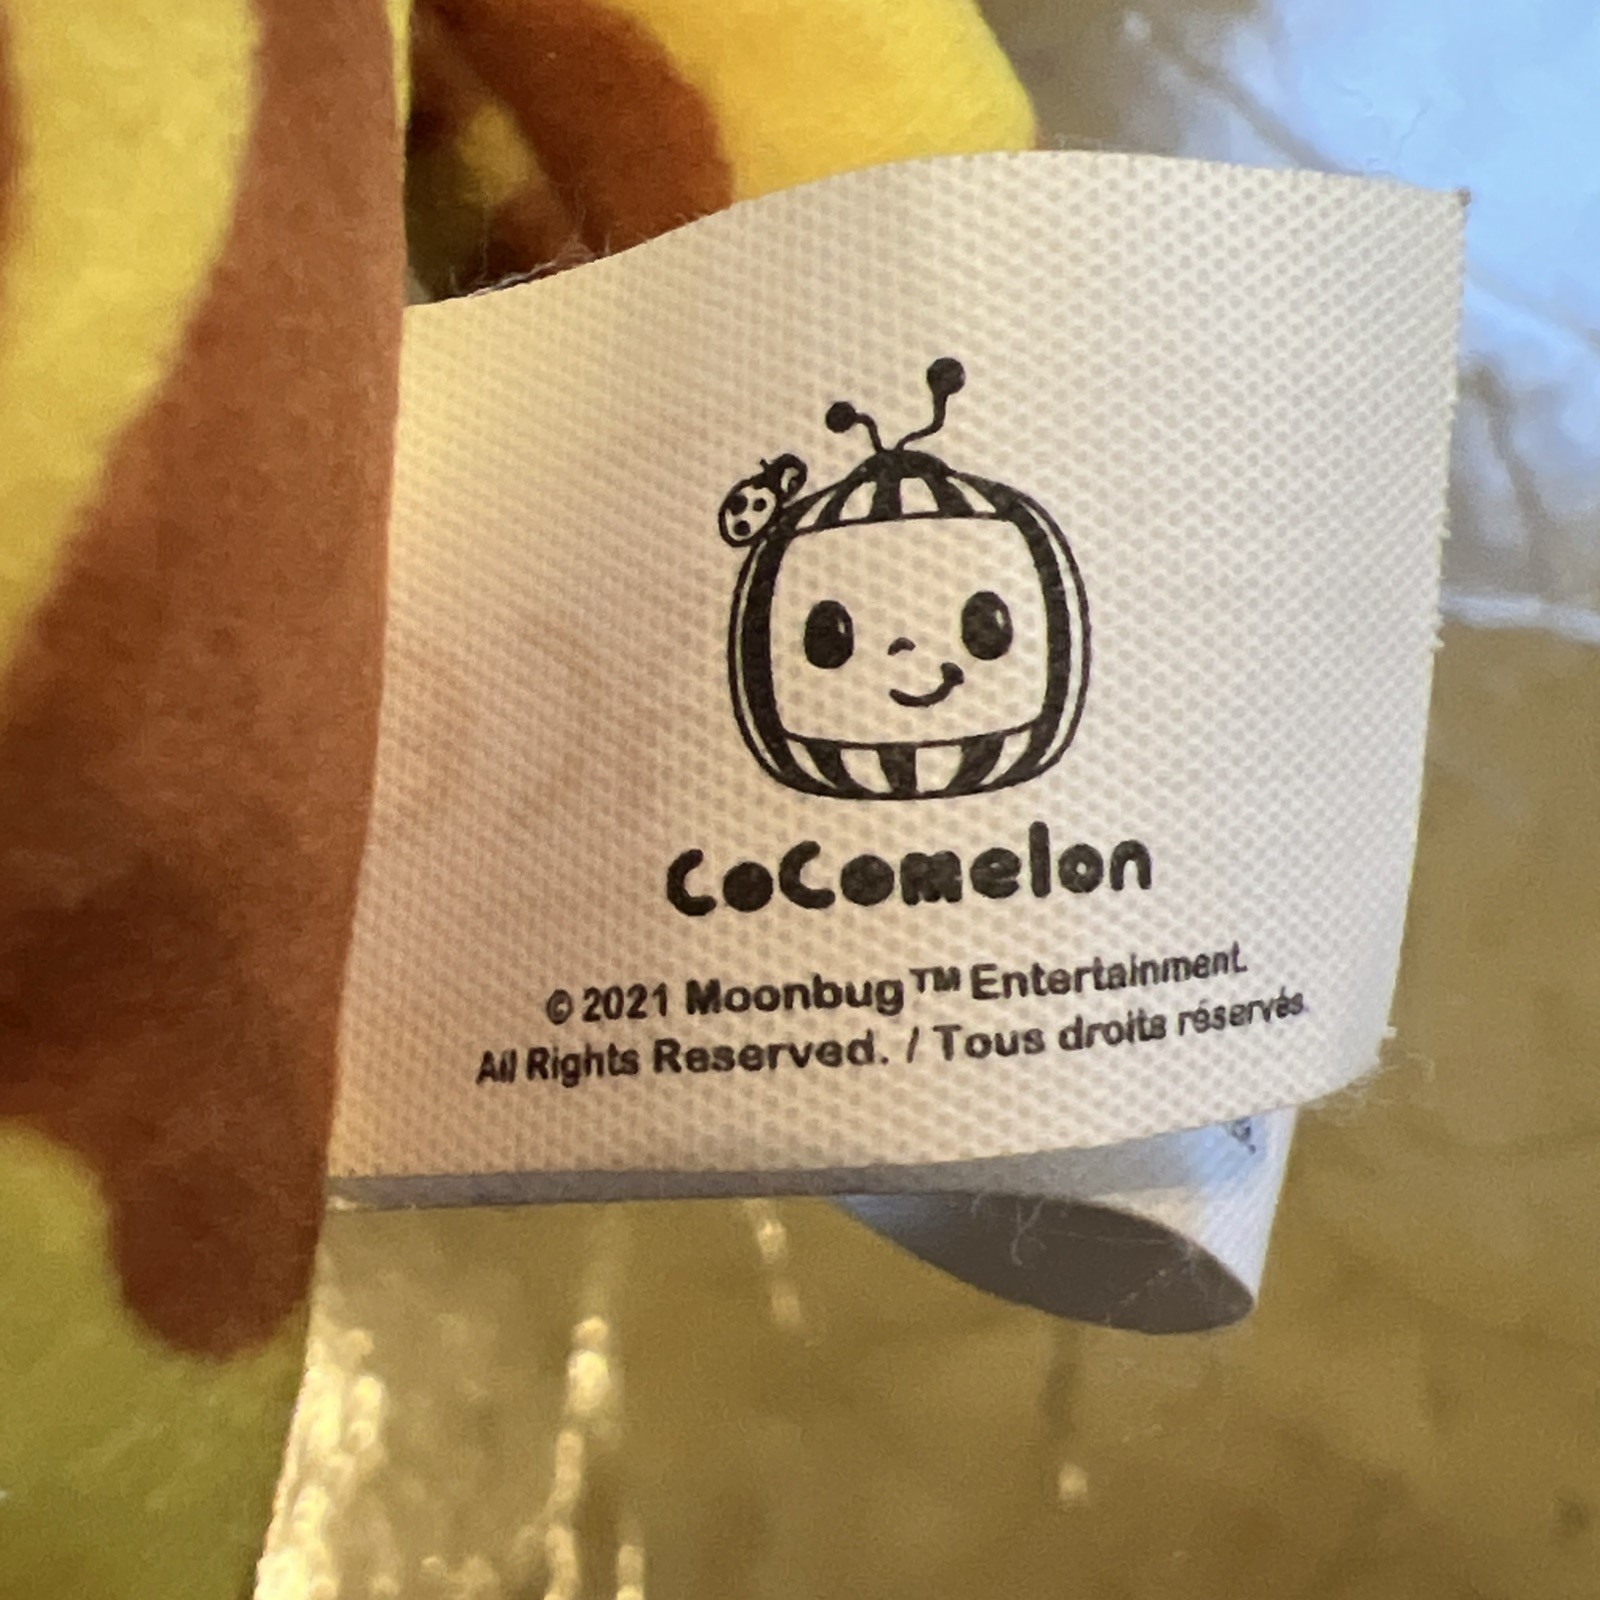 CoComelon
© 2021 Moonbug™ Entertainment.
All Rights Reserved. / Tous droits réservés.